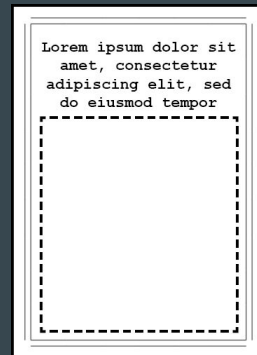 Lorem ipsum dolor sit
amet, consectetur
adipiscing elit, sed
do eiusmod tempor